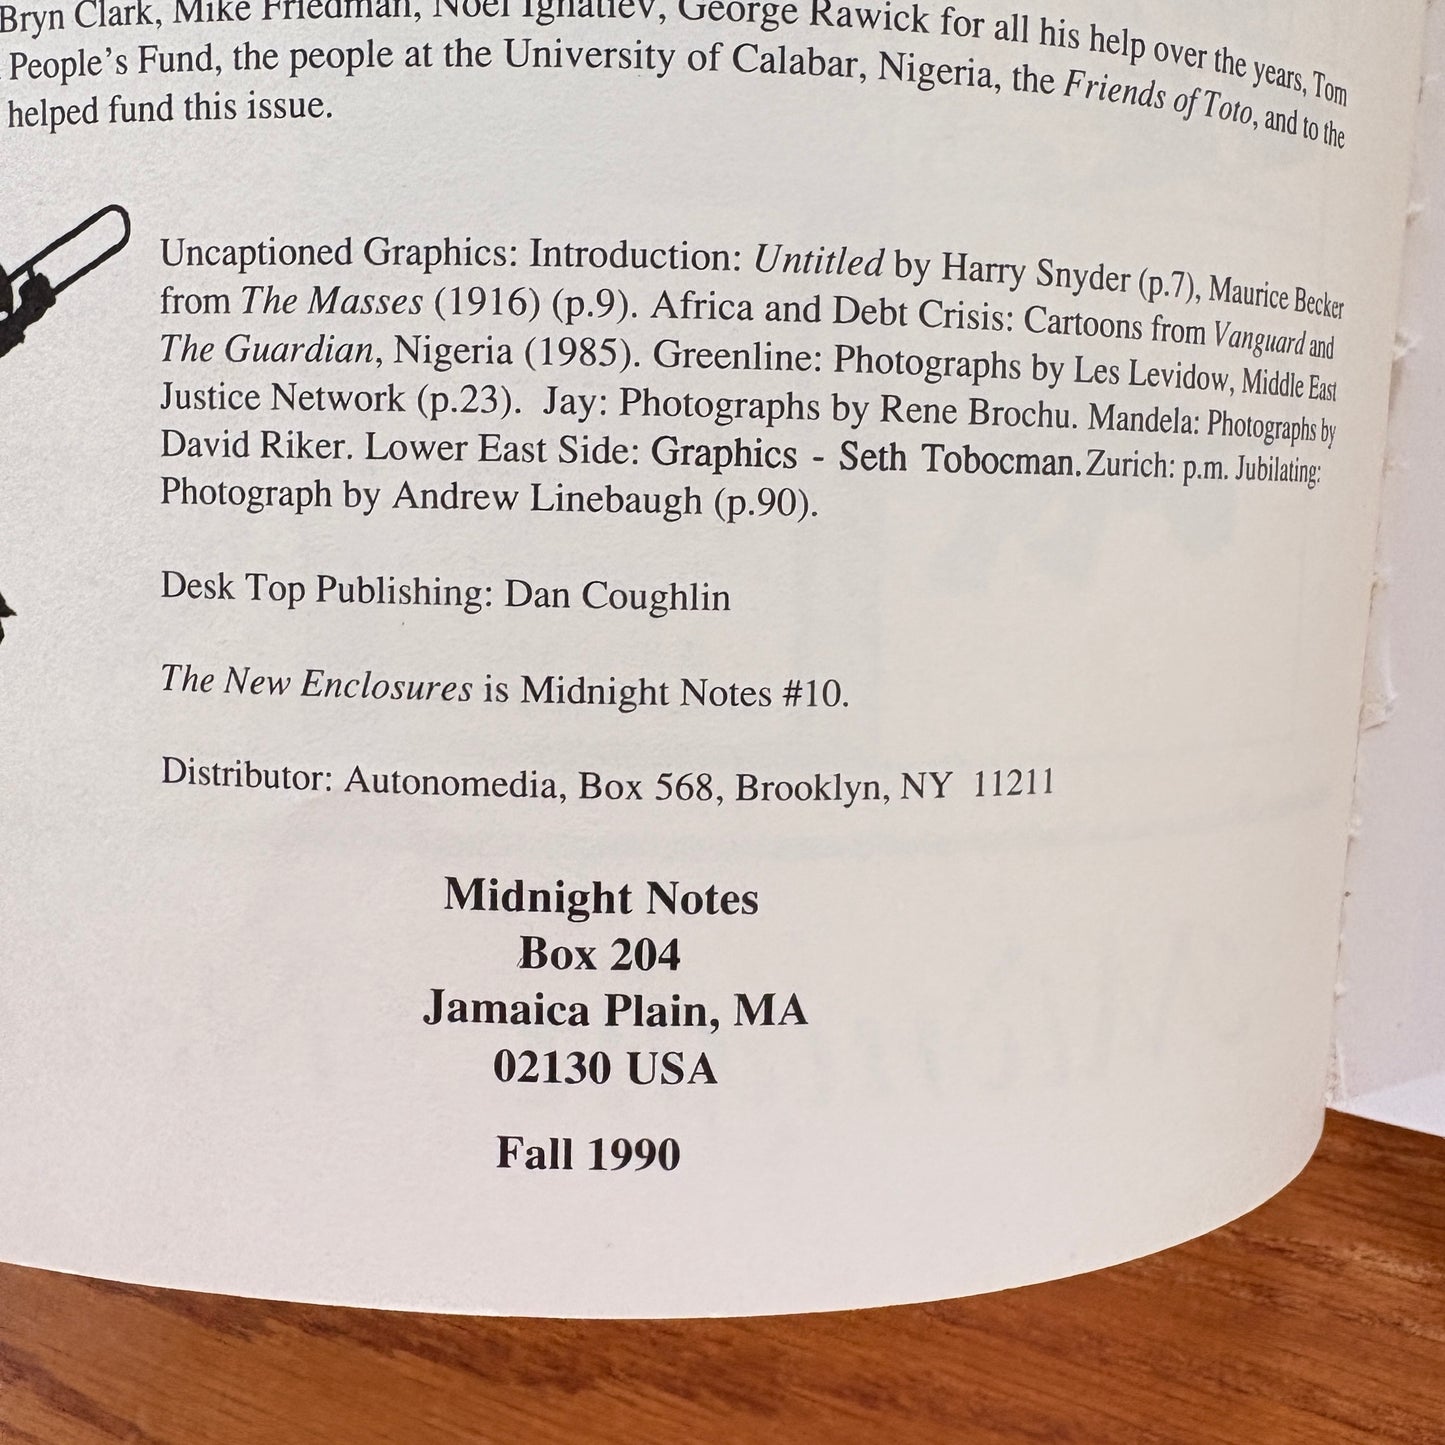 Bryn Clark, Mike Friedman, Noel Ignatiev, George Rawick for all his help over the years, Tom
People's Fund, the people at the University of Calabar, Nigeria, the Friends of Toto, and to the
helped fund this issue.
Uncaptioned Graphics: Introduction: Untitled by Harry Snyder (p.7), Maurice Becker
from The Masses (1916) (p.9). Africa and Debt Crisis: Cartoons from Vanguard and
The Guardian, Nigeria (1985). Greenline: Photographs by Les Levidow, Middle East
Justice Network (p.23). Jay: Photographs by Rene Brochu. Mandela: Photographs by
David Riker. Lower East Side: Graphics - Seth Tobocman. Zurich: p.m. Jubilating:
Photograph by Andrew Linebaugh (p.90).
Desk Top Publishing: Dan Coughlin
The New Enclosures is Midnight Notes #10.
Distributor: Autonomedia, Box 568, Brooklyn, NY 11211
Midnight Notes
Box 204
Jamaica Plain, MA
02130 USA
Fall 1990